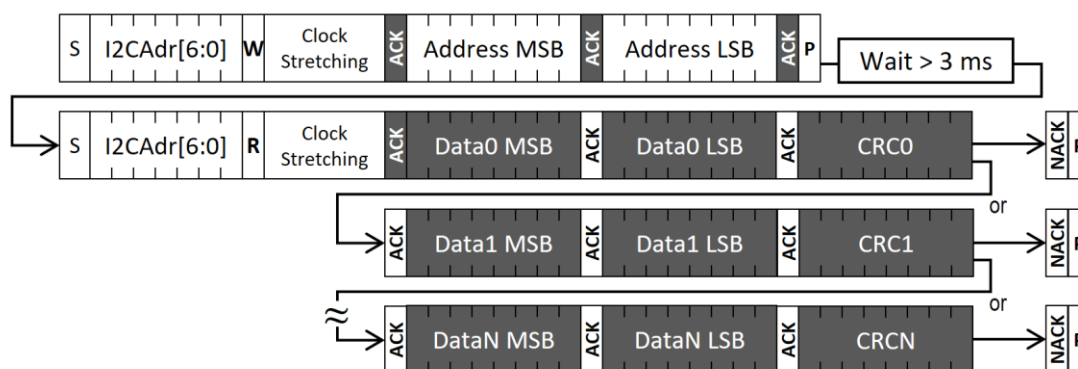 S I2CAdr[6:0] W Clock Stretching ACK Address MSB ACK Address LSB ACK P Wait > 3 ms
S I2CAdr[6:0] R Clock Stretching ACK Data0 MSB ACK Data0 LSB ACK CRC0 NACK
or
ACK Data1 MSB ACK Data1 LSB ACK CRC1 NACK
or
ACK DataN MSB ACK DataN LSB ACK CRCN NACK